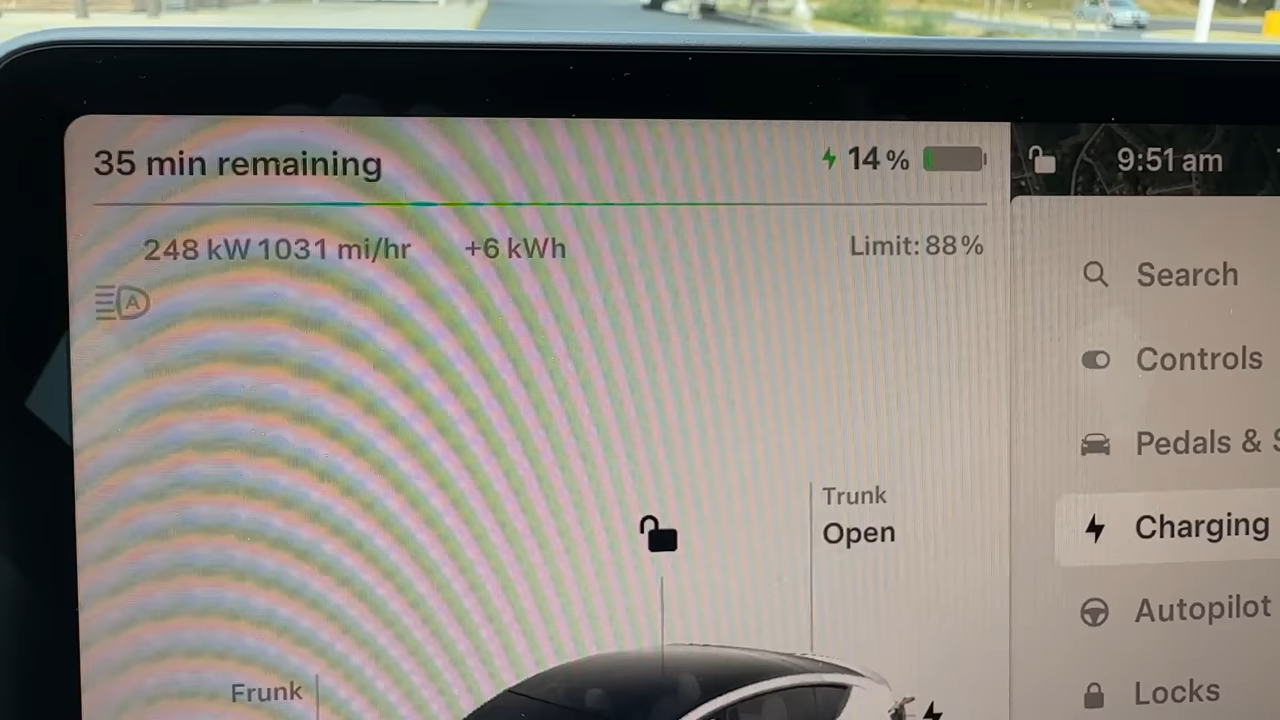 35 min remaining
14 %
9:51 am
248 kW 1031 mi/hr +6 kWh
Limit: 88 %
A
Search
Controls
Pedals &
Charging
Autopilot
Locks
Trunk
Open
Frunk